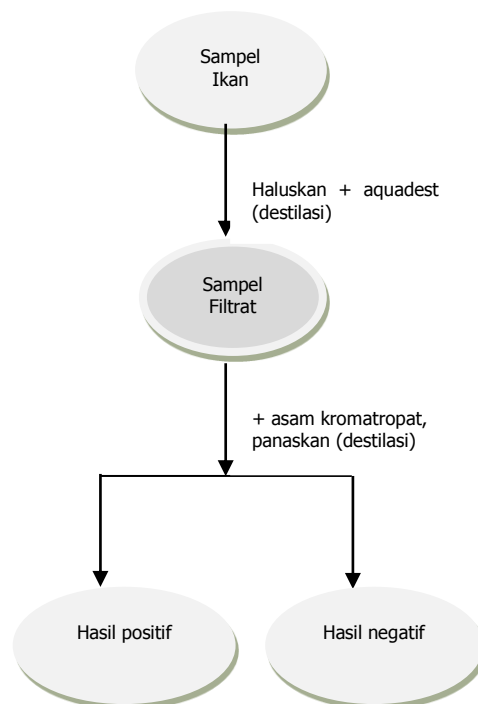 Sampel
Ikan
Haluskan + aquadest
(destilasi)
Sampel
Filtrat
+ asam kromatropat,
panaskan (destilasi)
Hasil positif
Hasil negatif